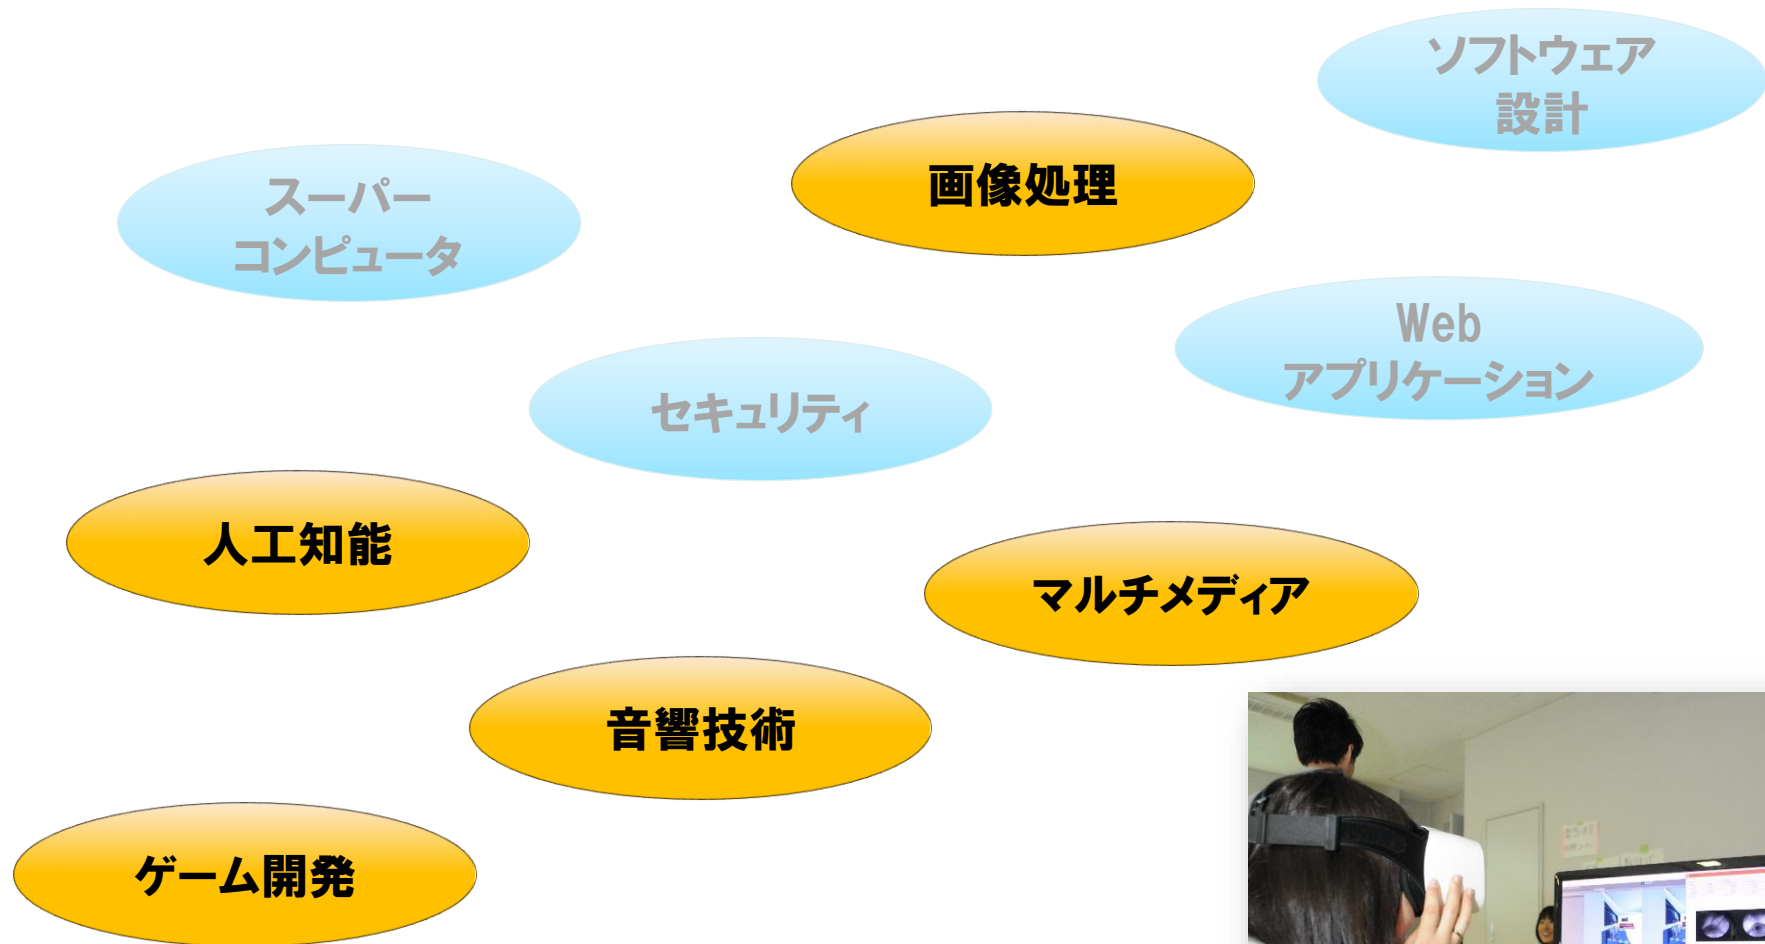 ソフトウェア
設計
画像処理
スーパー
コンピュータ
Web
アプリケーション
セキュリティ
人工知能
マルチメディア
音響技術
ゲーム開発